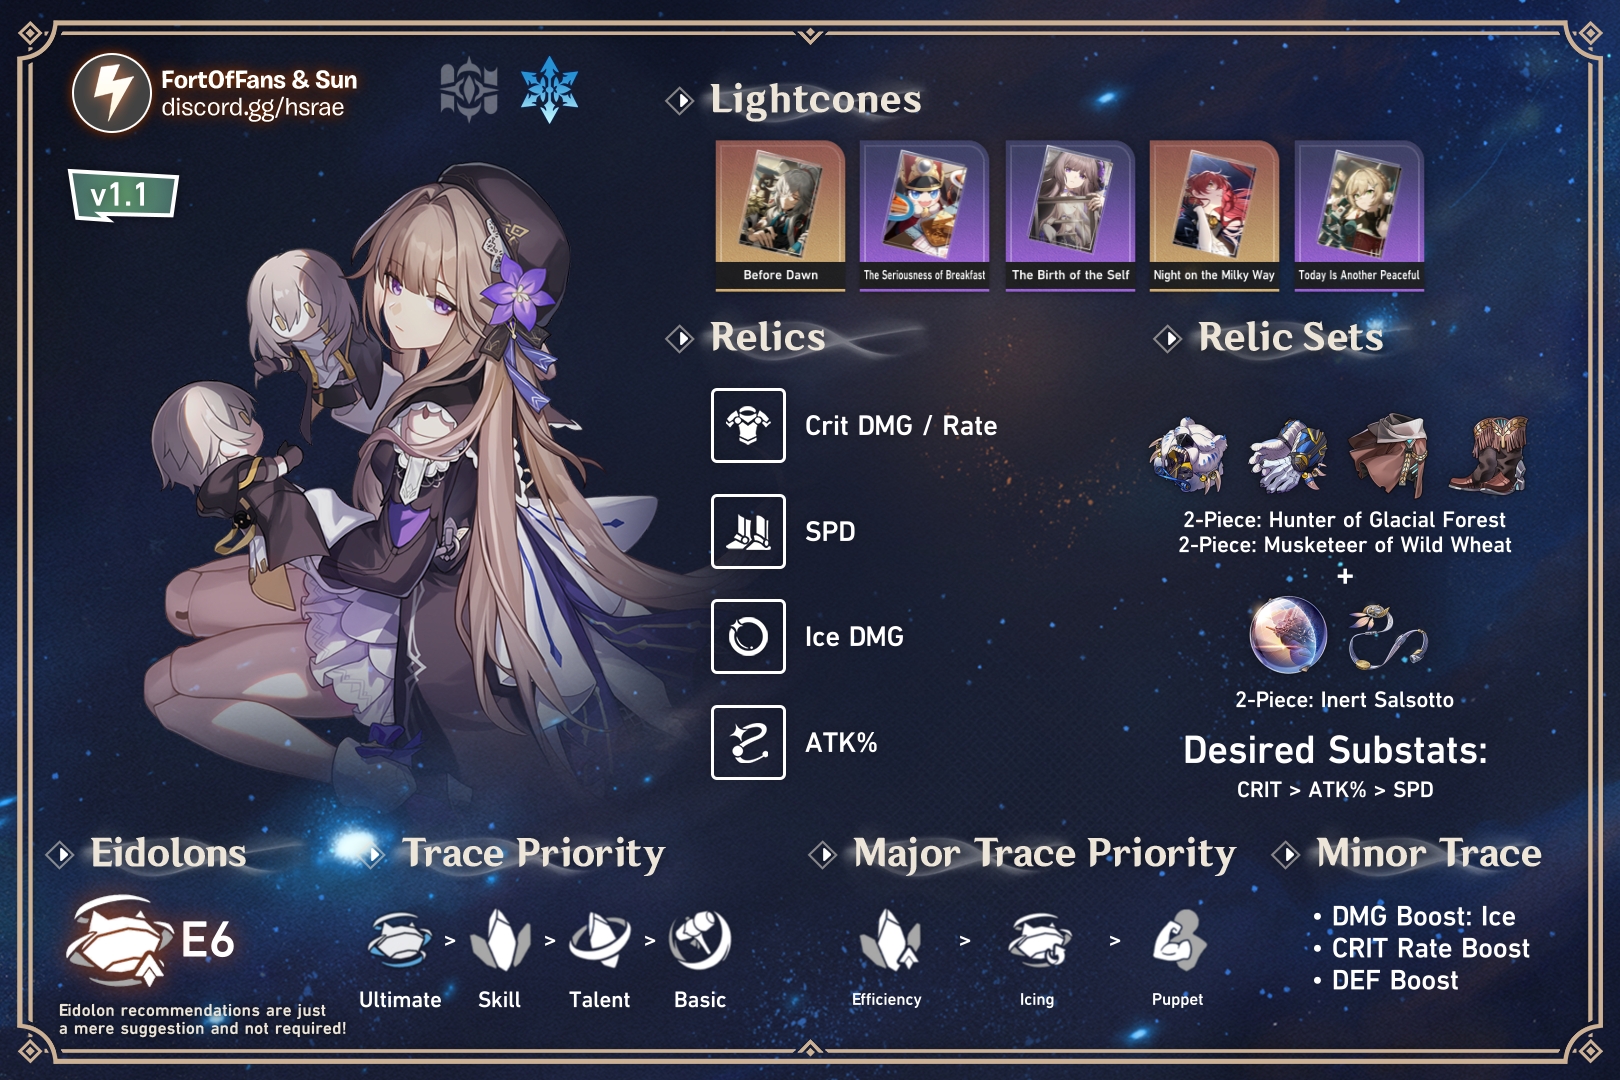 FortOfFans & Sun
discord.gg/hsrae
v1.1
Lightcones
Before Dawn
The Seriousness of Breakfast
The Birth of the Self
Night on the Milky Way
Today Is Another Peaceful
Relics
Crit DMG / Rate
SPD
Ice DMG
ATK%
Relic Sets
2-Piece: Hunter of Glacial Forest
2-Piece: Musketeer of Wild Wheat
+
2-Piece: Inert Salsotto
Desired Substats:
CRIT > ATK% > SPD
Eidolons
E6
Eidolon recommendations are just
a mere suggestion and not required!
Trace Priority
> > >
Ultimate Skill Talent Basic
Major Trace Priority
> >
Efficiency Icing Puppet
Minor Trace
• DMG Boost: Ice
• CRIT Rate Boost
• DEF Boost